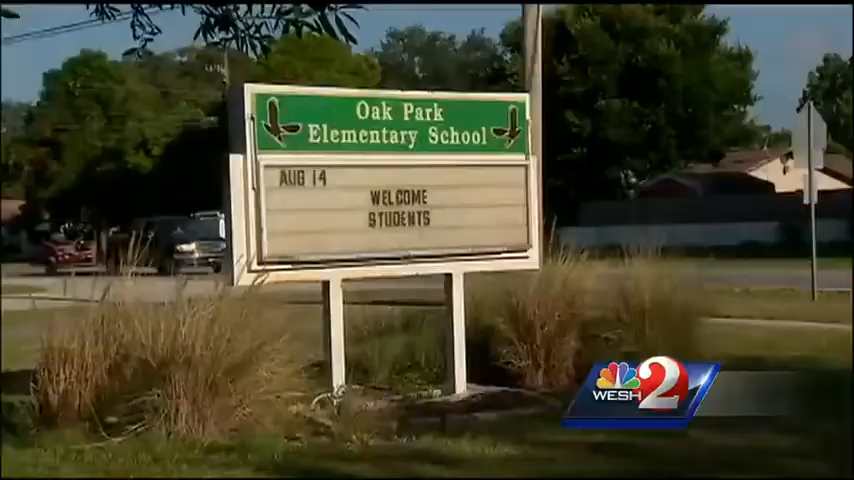 Oak Park
Elementary School
AUG 14
WELCOME
STUDENTS
WESH 2